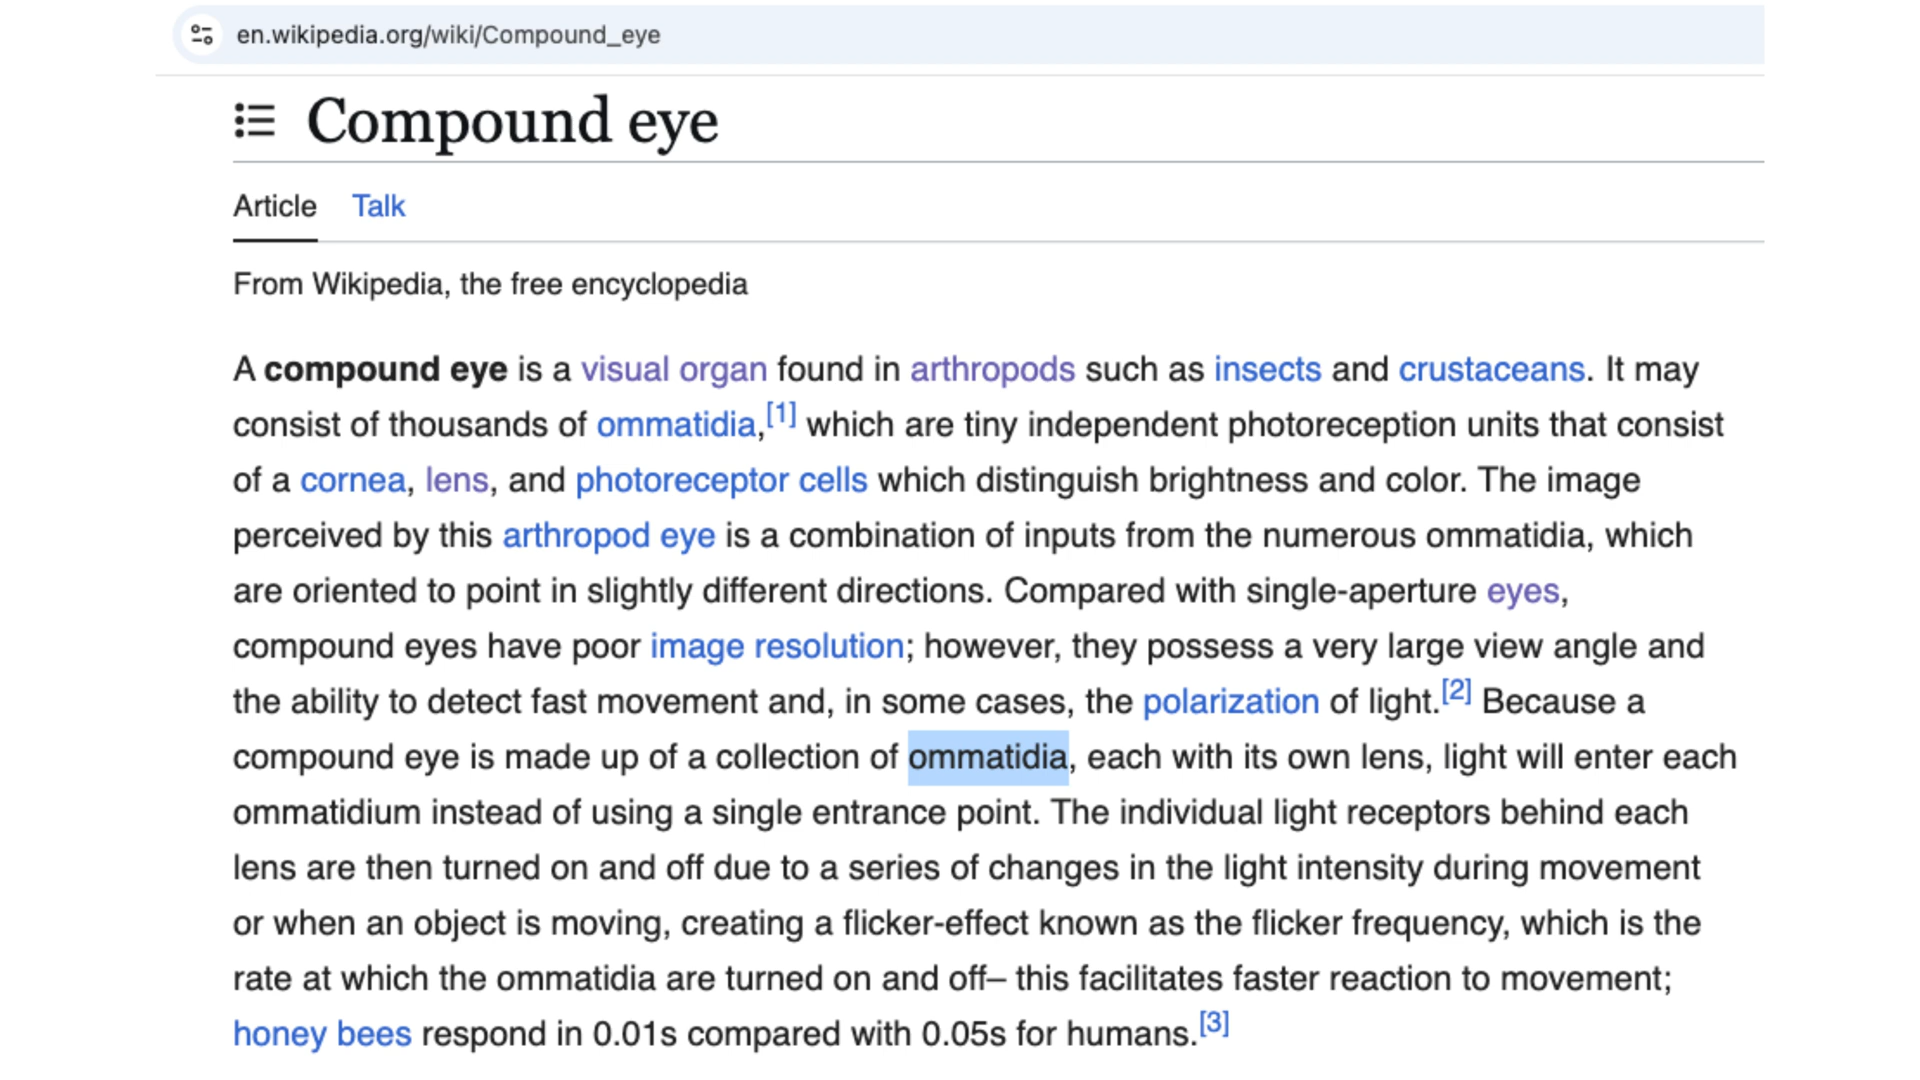 en.wikipedia.org/wiki/Compound_eye
Compound eye
Article Talk
From Wikipedia, the free encyclopedia
A compound eye is a visual organ found in arthropods such as insects and crustaceans. It may
consist of thousands of ommatidia,[1] which are tiny independent photoreception units that consist
of a cornea, lens, and photoreceptor cells which distinguish brightness and color. The image
perceived by this arthropod eye is a combination of inputs from the numerous ommatidia, which
are oriented to point in slightly different directions. Compared with single-aperture eyes,
compound eyes have poor image resolution; however, they possess a very large view angle and
the ability to detect fast movement and, in some cases, the polarization of light.[2] Because a
compound eye is made up of a collection of ommatidia, each with its own lens, light will enter each
ommatidium instead of using a single entrance point. The individual light receptors behind each
lens are then turned on and off due to a series of changes in the light intensity during movement
or when an object is moving, creating a flicker-effect known as the flicker frequency, which is the
rate at which the ommatidia are turned on and off– this facilitates faster reaction to movement;
honey bees respond in 0.01s compared with 0.05s for humans.[3]